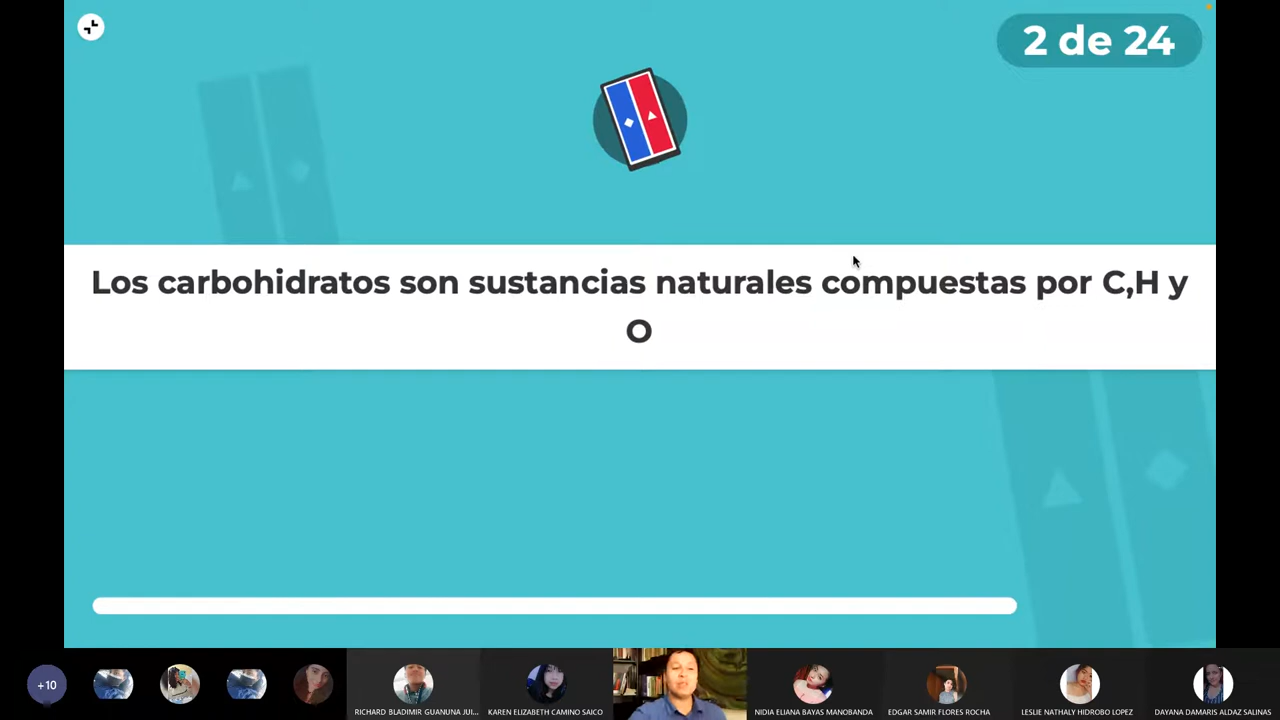 2 de 24
Los carbohidratos son sustancias naturales compuestas por C,H y
O
+10
RICHARD BLADIMIR GUANUNA JUI...
KAREN ELIZABETH CAMINO SAICO
NIDIA ELIANA BAYAS MANOBANDA
EDGAR SAMIR FLORES ROCHA
LESLIE NATHALY HIDROBO LOPEZ
DAYANA DAMARIS ALDAZ SALINAS